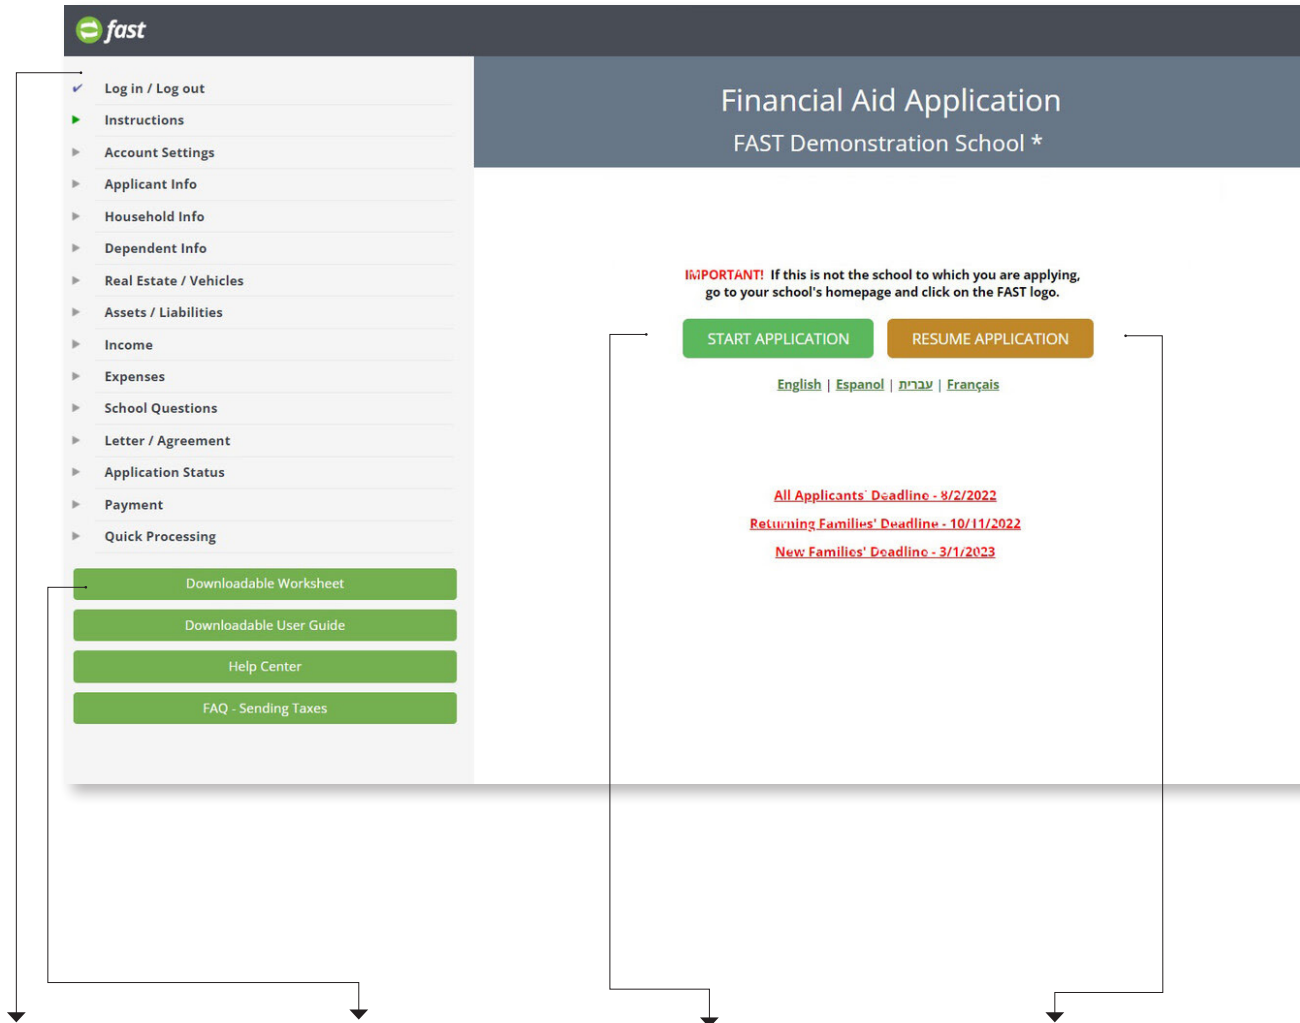 fast
Log in / Log out
Instructions
Account Settings
Applicant Info
Household Info
Dependent Info
Real Estate / Vehicles
Assets / Liabilities
Income
Expenses
School Questions
Letter / Agreement
Application Status
Payment
Quick Processing
Downloadable Worksheet
Downloadable User Guide
Help Center
FAQ - Sending Taxes
Financial Aid Application
FAST Demonstration School *
IMPORTANT! If this is not the school to which you are applying,
go to your school's homepage and click on the FAST logo.
START APPLICATION
RESUME APPLICATION
English | Espanol | עברית | Français
All Applicants' Deadline - 8/2/2022
Returning Families' Deadline - 10/11/2022
New Families' Deadline - 3/1/2023